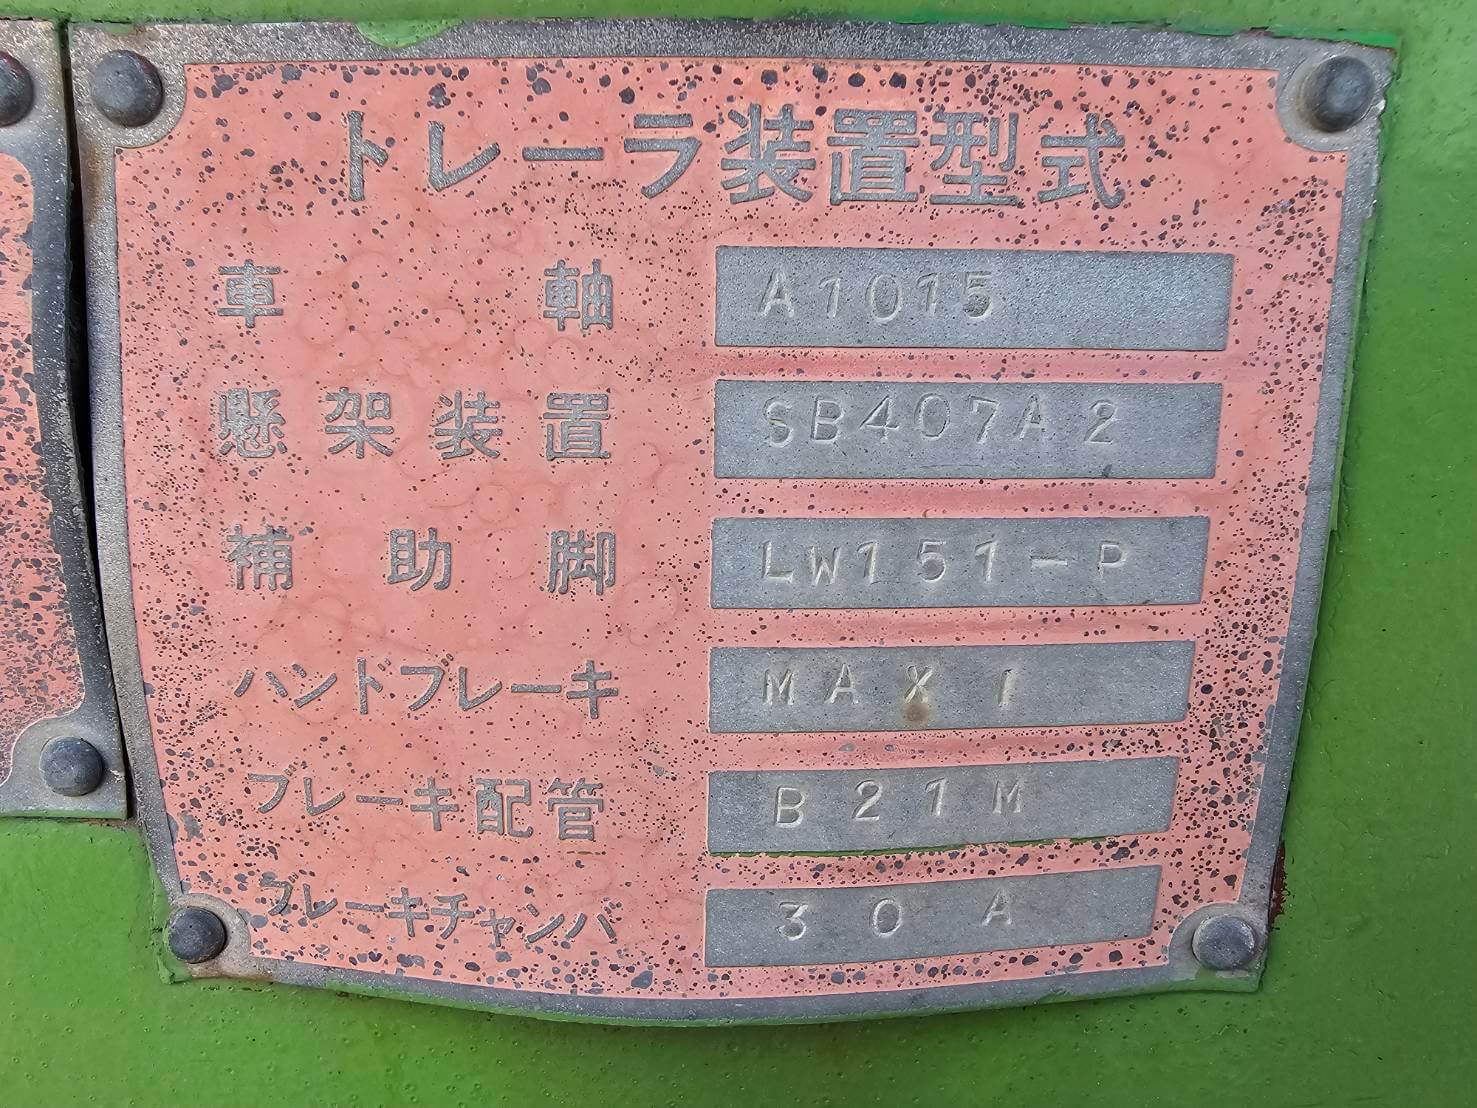 トレーラ装置型式
車軸 A1015
懸架装置 SB407A2
補助脚 LW151-P
ハンドブレーキ MAXI
ブレーキ配管 B21M
ブレーキチャンバ 30A